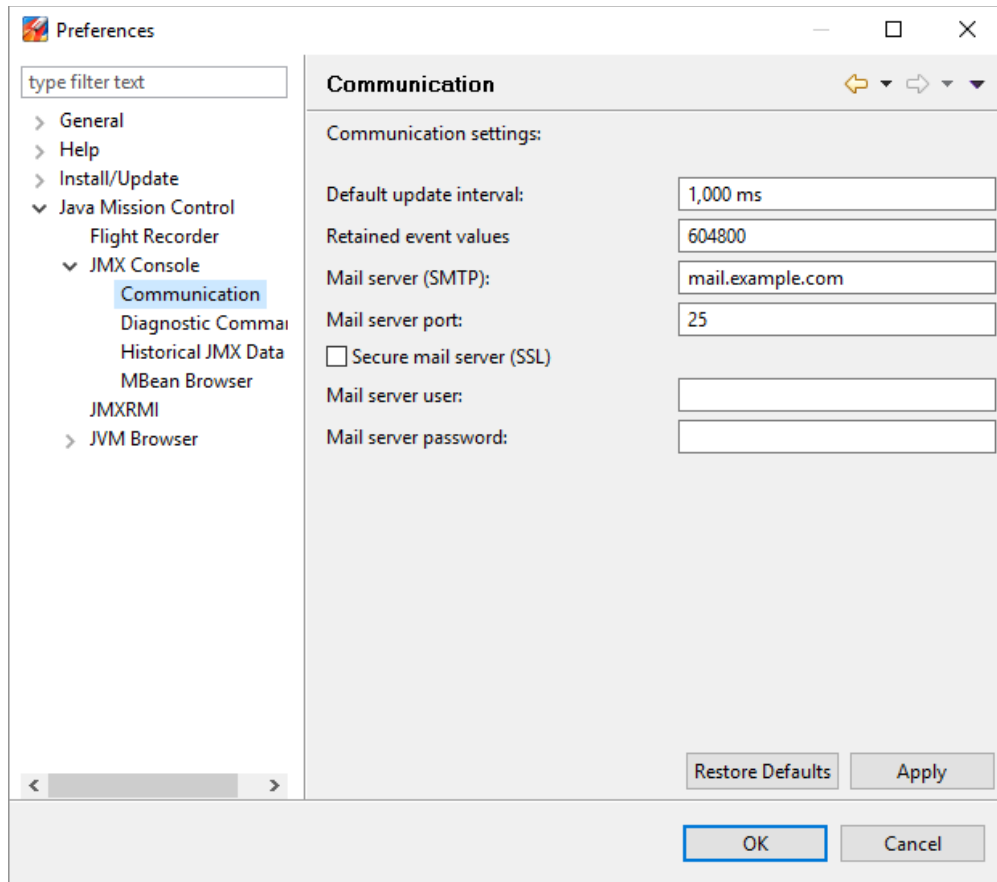 Preferences
type filter text
General
Help
Install/Update
Java Mission Control
Flight Recorder
JMX Console
Communication
Diagnostic Commar
Historical JMX Data
MBean Browser
JMXRMI
JVM Browser
Communication
Communication settings:
Default update interval: 1,000 ms
Retained event values 604800
Mail server (SMTP): mail.example.com
Mail server port: 25
Secure mail server (SSL)
Mail server user:
Mail server password:
Restore Defaults Apply
OK Cancel